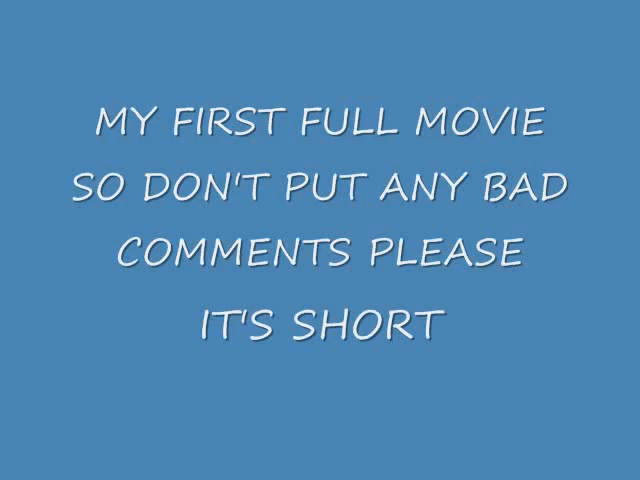 MY FIRST FULL MOVIE
SO DON'T PUT ANY BAD
COMMENTS PLEASE
IT'S SHORT